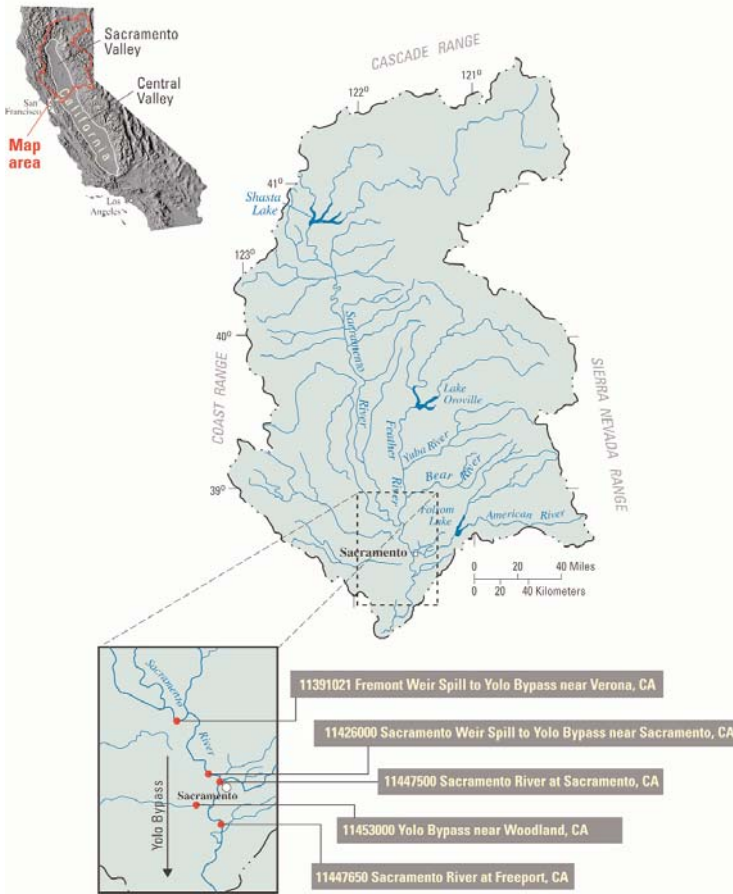 Sacramento
Valley
Central
Valley
San
Francisco
California
Map
area
Los
Angeles
CASCADE RANGE
122°
121°
41°
Shasta
Lake
123°
Sacramento
River
40°
COAST RANGE
SIERRA NEVADA RANGE
Lake
Oroville
Feather
River
Yuba River
Bear River
39°
Folsom
Lake
American River
Sacramento
0 20 40 Miles
0 20 40 Kilometers
Sacramento
River
Sacramento
Yolo Bypass
11391021 Fremont Weir Spill to Yolo Bypass near Verona, CA
11426000 Sacramento Weir Spill to Yolo Bypass near Sacramento, CA
11447500 Sacramento River at Sacramento, CA
11453000 Yolo Bypass near Woodland, CA
11447650 Sacramento River at Freeport, CA